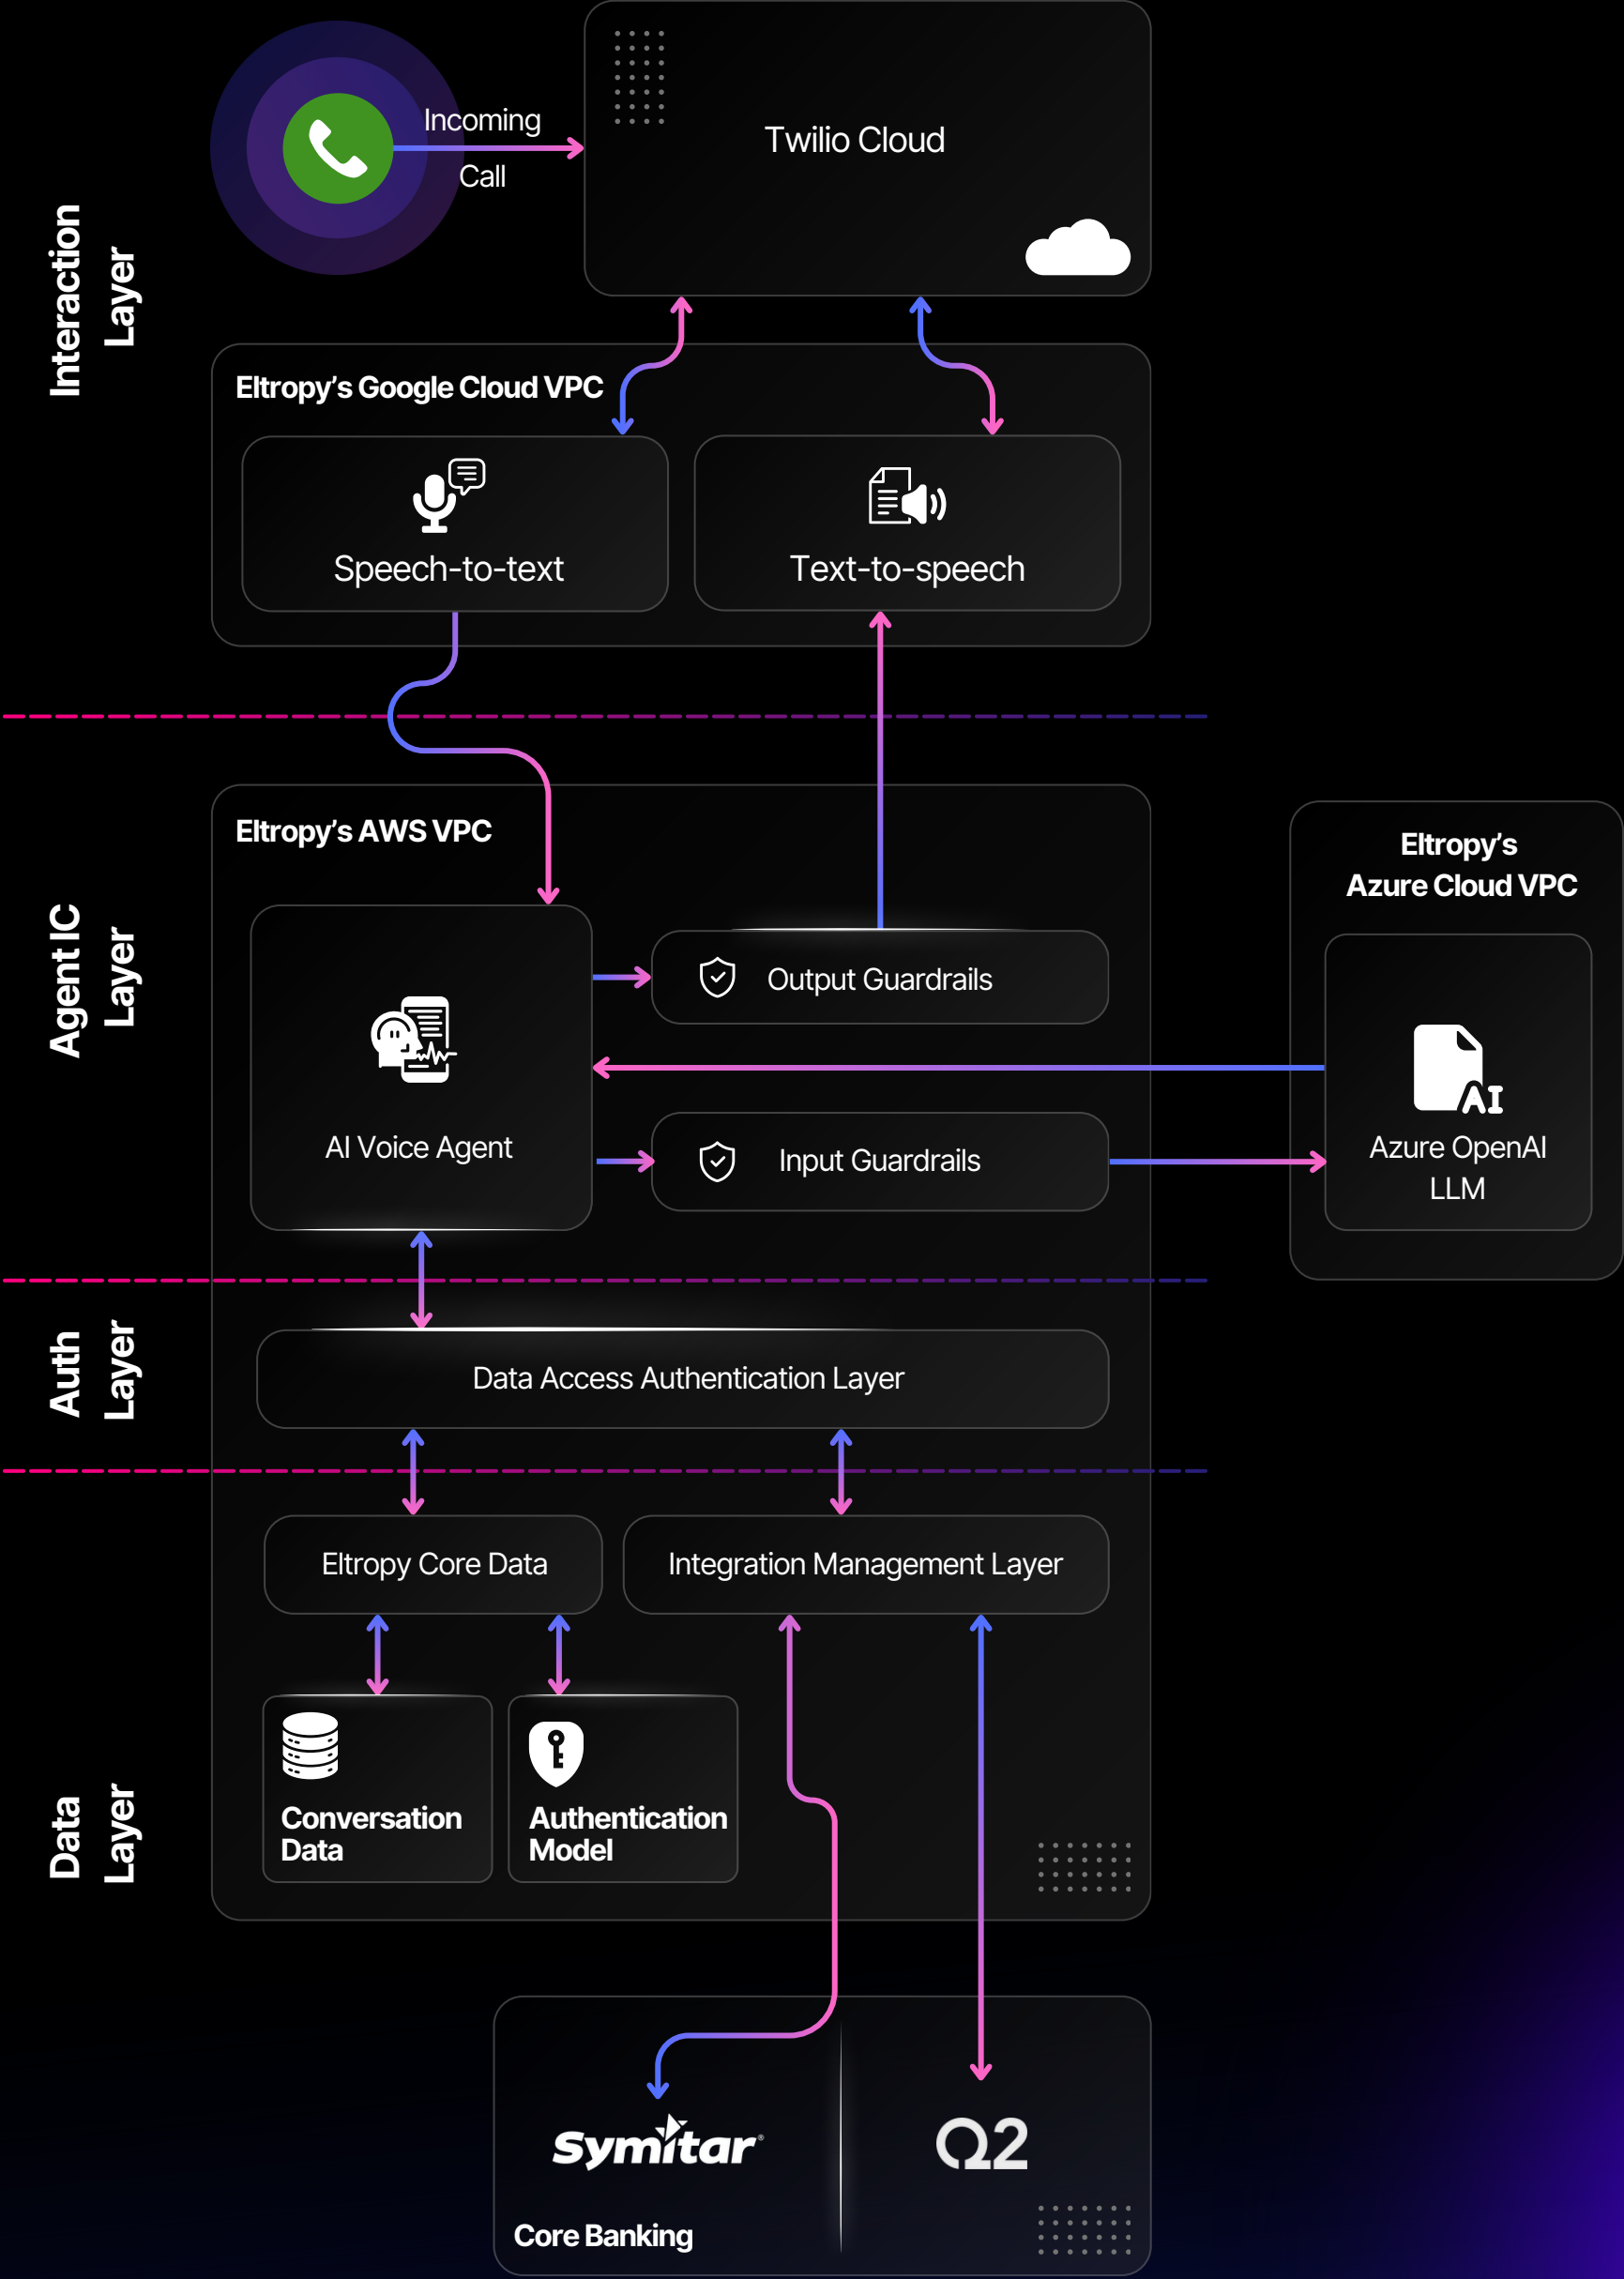 Incoming
Call
Twilio Cloud
Interaction
Layer
Eltropy’s Google Cloud VPC
Speech-to-text
Text-to-speech
Agent IC
Layer
Eltropy’s AWS VPC
Eltropy’s
Azure Cloud VPC
Output Guardrails
AI Voice Agent
Input Guardrails
AI
Azure OpenAI
LLM
Auth
Layer
Data Access Authentication Layer
Eltropy Core Data
Integration Management Layer
Data
Layer
Conversation
Data
Authentication
Model
Symitar®
Q2
Core Banking